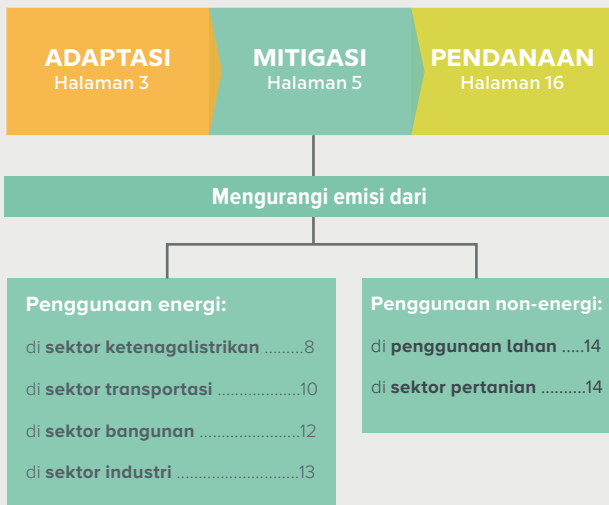 ADAPTASI
Halaman 3
MITIGASI
Halaman 5
PENDANAAN
Halaman 16
Mengurangi emisi dari
Penggunaan energi:
di sektor ketenagalistrikan .........8
di sektor transportasi ...................10
di sektor bangunan .......................12
di sektor industri ............................13
Penggunaan non-energi:
di penggunaan lahan .....14
di sektor pertanian ..........14